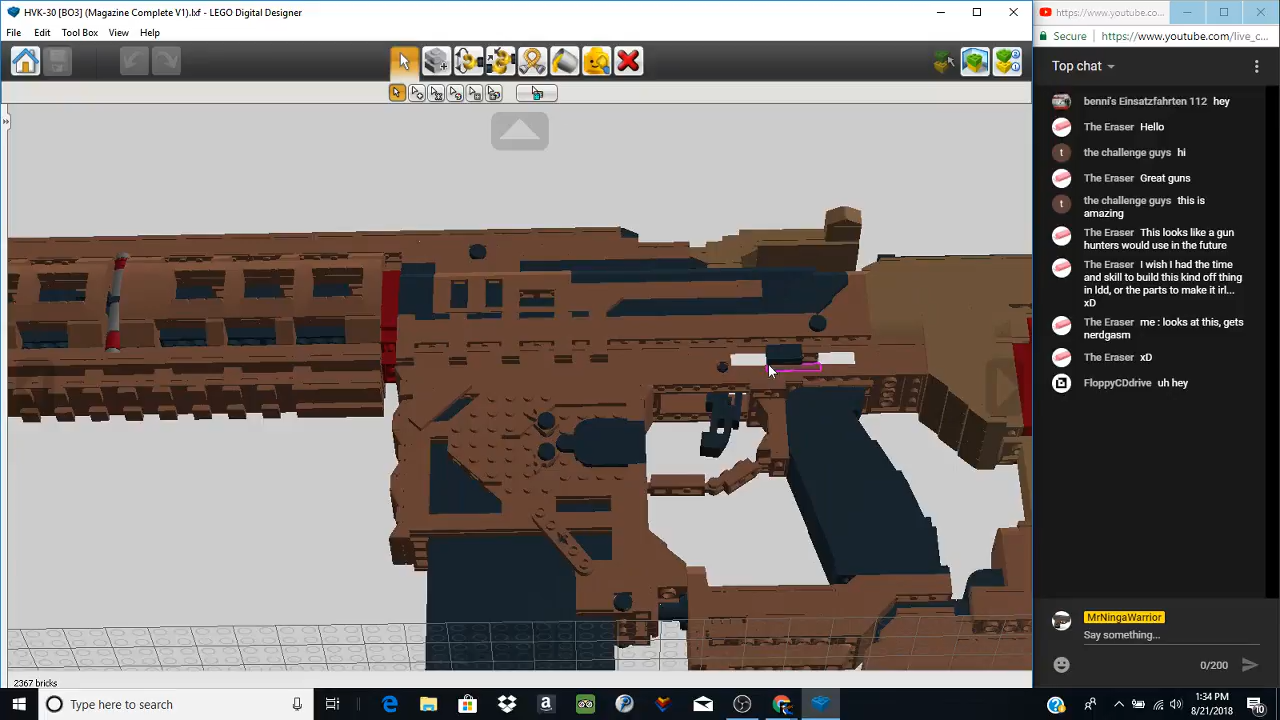 HVK-30 [BO3] (Magazine Complete V1).lxf - LEGO Digital Designer
File Edit Tool Box View Help
2367 bricks
Type here to search
https://www.youtube.co...
Secure https://www.youtube.com/live_c...
Top chat
benni's Einsatzfahrten 112 hey
The Eraser Hello
t the challenge guys hi
The Eraser Great guns
t the challenge guys this is
amazing
The Eraser This looks like a gun
hunters would use in the future
The Eraser I wish I had the time
and skill to build this kind off thing
in ldd, or the parts to make it irl...
xD
The Eraser me : looks at this, gets
nerdgasm
The Eraser xD
FloppyCDdrive uh hey
MrNingaWarrior
Say something...
0/200
1:34 PM
8/21/2018
10